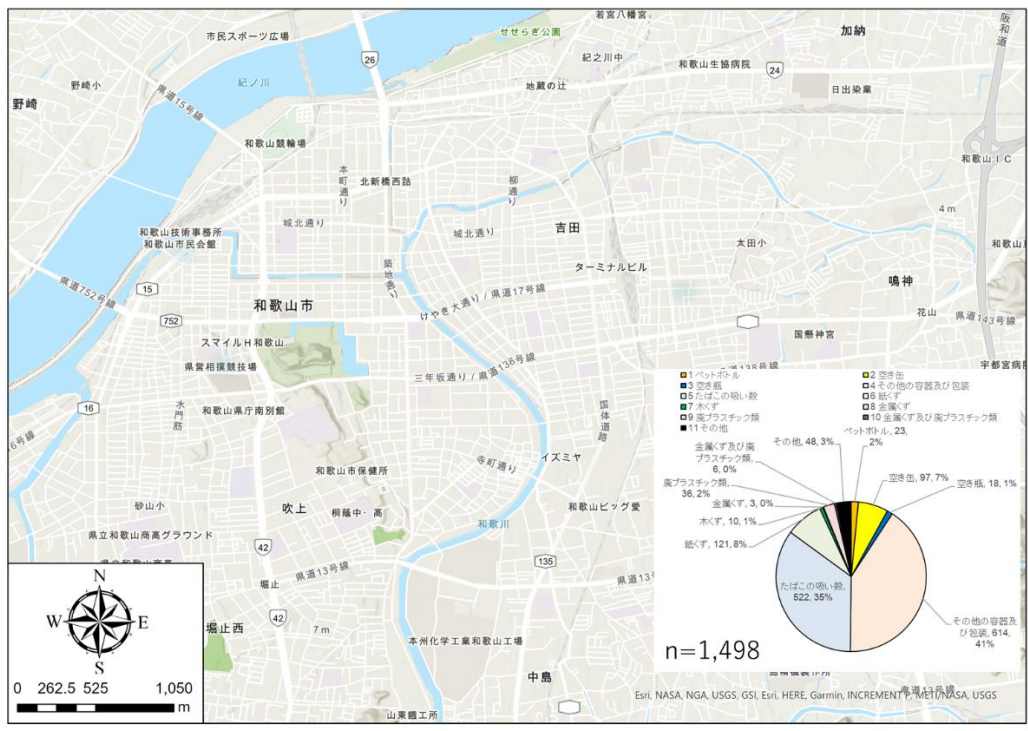 若宮八幡宮
市民スポーツ広場
せせらぎ公園
加納
阪和道
26
紀之川中
和歌山生協病院
24
紀ノ川
野崎小
地蔵の辻
日出染業
野崎
県道15号線
和歌山競輪場
和歌山IC
本町通り
北新橋西詰
柳通り
4m
城北通り
和歌山技術事務所
和歌山市民会館
城北通り
吉田
太田小
築地通り
ターミナルビル
県道752号線
15
鳴神
和歌山市
けやき大通り / 県道17号線
花山
県道143号線
752
国懸神宮
スマイルH和歌山
県営相撲競技場
三年坂通り / 県道138号線
道138号線
宇都宮病院
16
水門筋
和歌山県庁南別館
国体道路
6号線
寺町通り
イズミヤ
和歌山市保健所
砂山小
吹上
桐蔭中・高
和歌山ビッグ愛
県立和歌山商高グラウンド
和歌川
42
135
堀止
県道13号線
県道13
42
堀止西
7m
本州化学工業和歌山工場
中島
県道13号線
山東鐵工所
1 ペットボトル
2 空き缶
3 空き瓶
4 その他の容器及び包装
5 たばこの吸い殻
6 紙くず
7 木くず
8 金属くず
9 廃プラスチック類
10 金属くず及び廃プラスチック類
11 その他
ペットボトル, 23,
2%
その他, 48, 3%
金属くず及び廃
プラスチック類,
6, 0%
空き缶, 97, 7%
空き瓶, 18, 1%
廃プラスチック類,
36, 2%
金属くず, 3, 0%
木くず, 10, 1%
紙くず, 121, 8%
たばこの吸い殻,
522, 35%
その他の容器及
び包装, 614,
41%
n=1,498
N
W
E
S
0 262.5 525 1,050
m
Esri, NASA, NGA, USGS, GSI, Esri, HERE, Garmin, INCREMENT P, METI/NASA, USGS